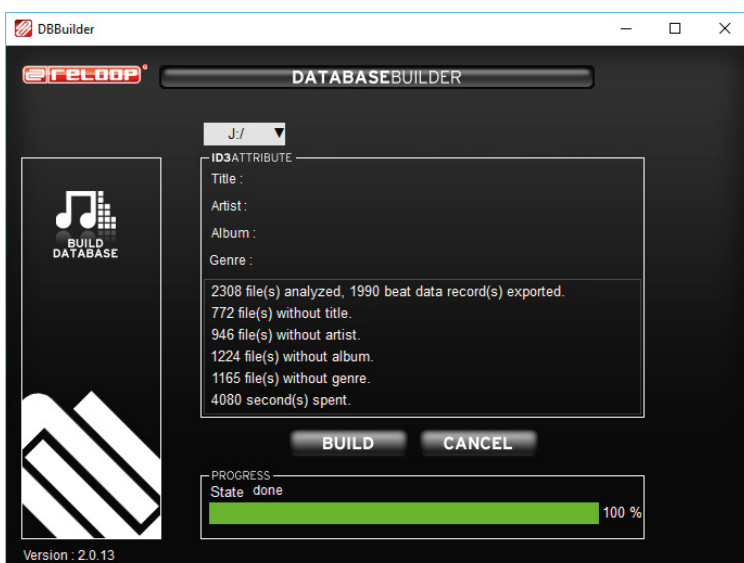 DBBuilder
reloop
DATABASEBUILDER
J:/
ID3ATTRIBUTE
Title :
Artist :
Album :
Genre :
BUILD
DATABASE
2308 file(s) analyzed, 1990 beat data record(s) exported.
772 file(s) without title.
946 file(s) without artist.
1224 file(s) without album.
1165 file(s) without genre.
4080 second(s) spent.
BUILD CANCEL
PROGRESS
State done
100 %
Version : 2.0.13